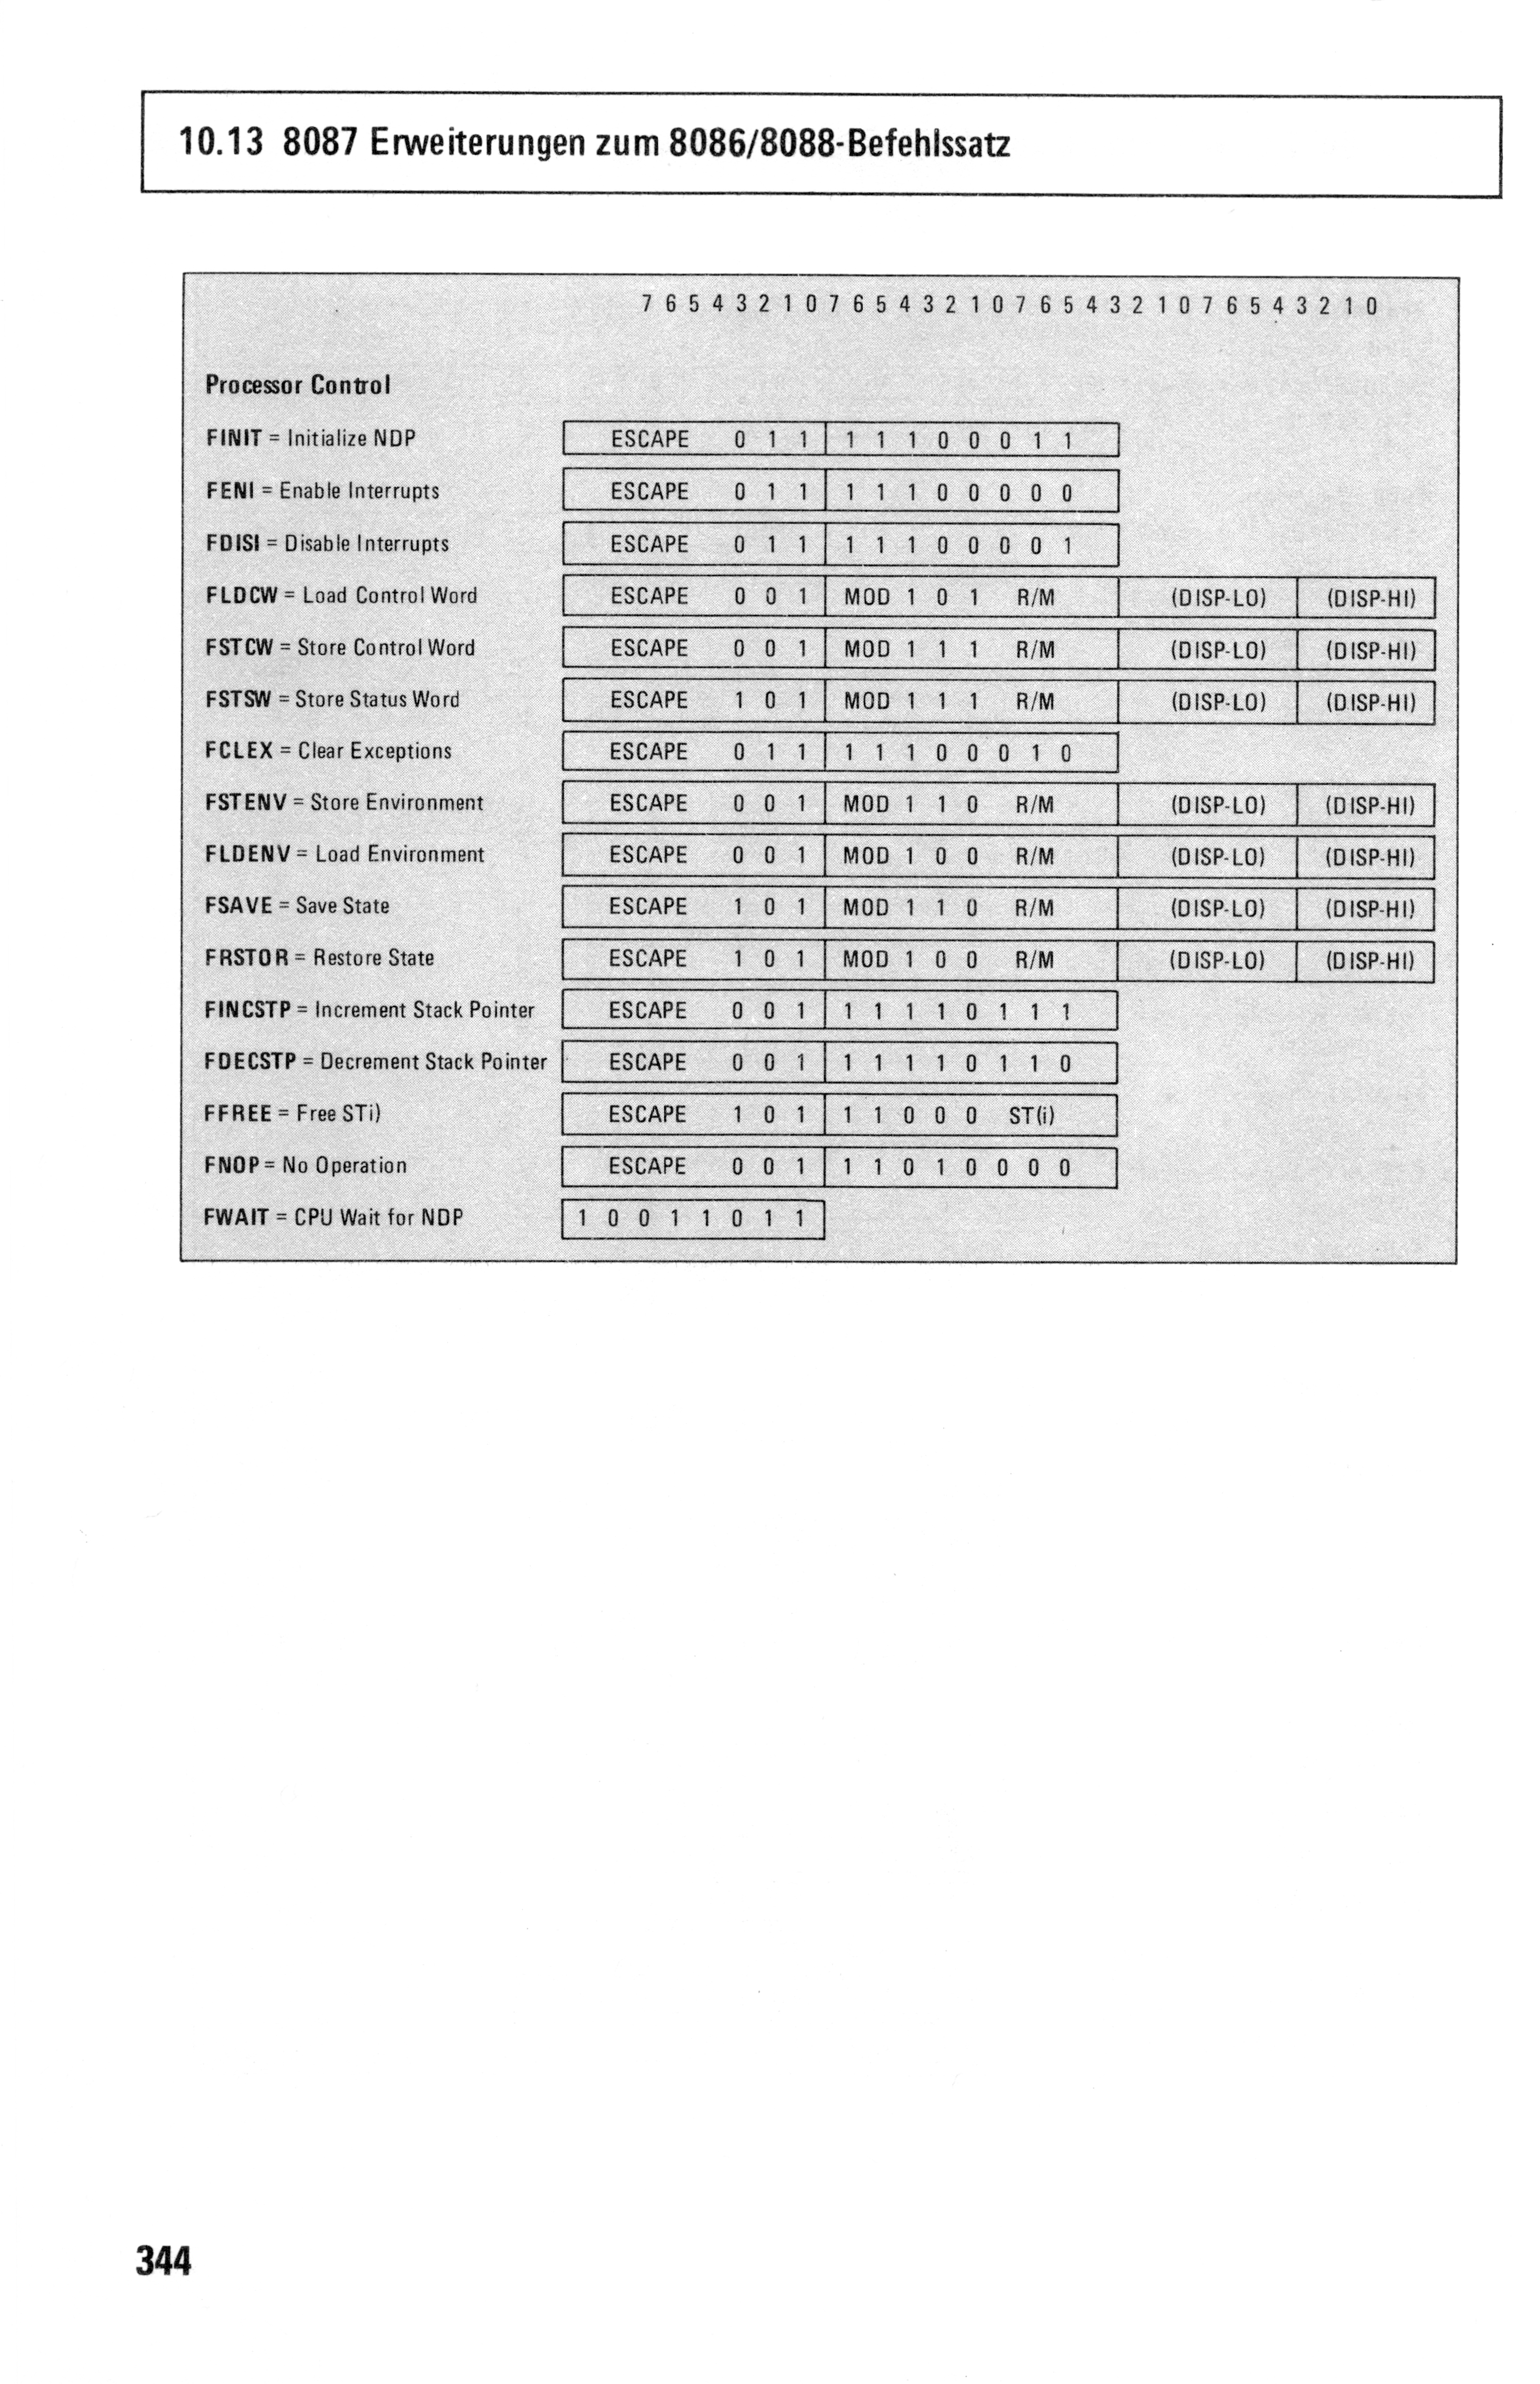 10.13 8087 Erweiterungen zum 8086/8088-Befehlssatz
7 6 5 4 3 2 1 0 7 6 5 4 3 2 1 0 7 6 5 4 3 2 1 0 7 6 5 4 3 2 1 0
Processor Control
FINIT = Initialize NDP ESCAPE 0 1 1 1 1 1 0 0 0 1 1
FENI = Enable Interrupts ESCAPE 0 1 1 1 1 1 0 0 0 0 0
FDISI = Disable Interrupts ESCAPE 0 1 1 1 1 1 0 0 0 0 1
FLDCW = Load Control Word ESCAPE 0 0 1 MOD 1 0 1 R/M (DISP-LO) (DISP-HI)
FSTCW = Store Control Word ESCAPE 0 0 1 MOD 1 1 1 R/M (DISP-LO) (DISP-HI)
FSTSW = Store Status Word ESCAPE 1 0 1 MOD 1 1 1 R/M (DISP-LO) (DISP-HI)
FCLEX = Clear Exceptions ESCAPE 0 1 1 1 1 1 0 0 0 1 0
FSTENV = Store Environment ESCAPE 0 0 1 MOD 1 1 0 R/M (DISP-LO) (DISP-HI)
FLDENV = Load Environment ESCAPE 0 0 1 MOD 1 0 0 R/M (DISP-LO) (DISP-HI)
FSAVE = Save State ESCAPE 1 0 1 MOD 1 1 0 R/M (DISP-LO) (DISP-HI)
FRSTOR = Restore State ESCAPE 1 0 1 MOD 1 0 0 R/M (DISP-LO) (DISP-HI)
FINCSTP = Increment Stack Pointer ESCAPE 0 0 1 1 1 1 1 0 1 1 1
FDECSTP = Decrement Stack Pointer ESCAPE 0 0 1 1 1 1 1 0 1 1 0
FFREE = Free STi) ESCAPE 1 0 1 1 1 0 0 0 ST(i)
FNOP = No Operation ESCAPE 0 0 1 1 1 0 1 0 0 0 0
FWAIT = CPU Wait for NDP 1 0 0 1 1 0 1 1
344